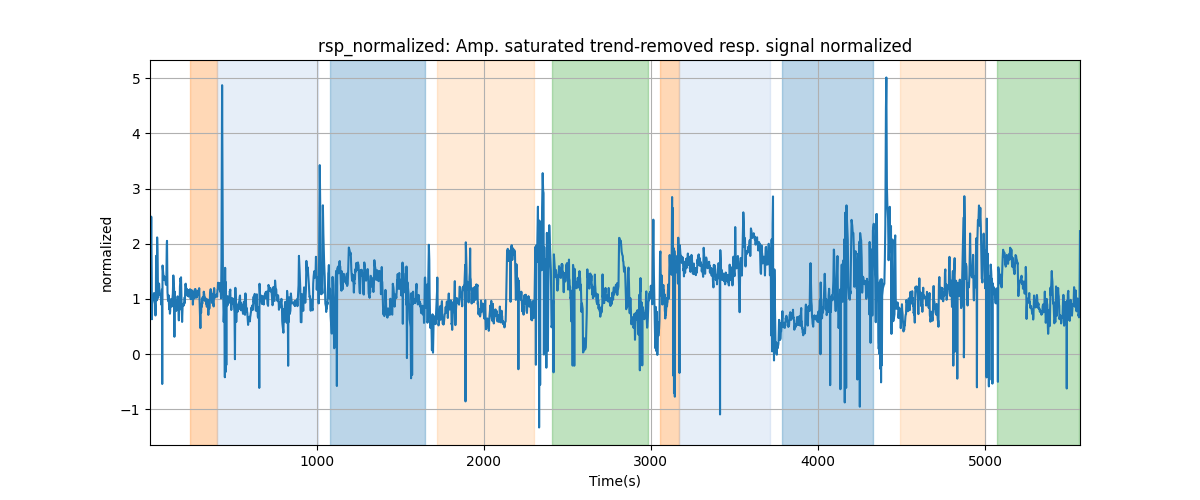 rsp_normalized: Amp. saturated trend-removed resp. signal normalized
5
4
3
2
1
0
−1
normalized
1000 2000 3000 4000 5000
Time(s)